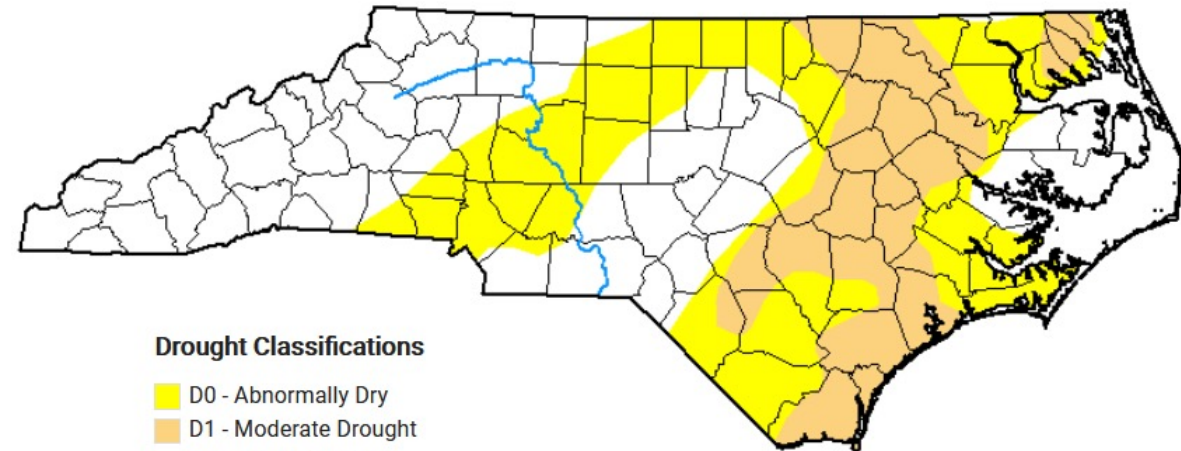 Drought Classifications
D0 - Abnormally Dry
D1 - Moderate Drought